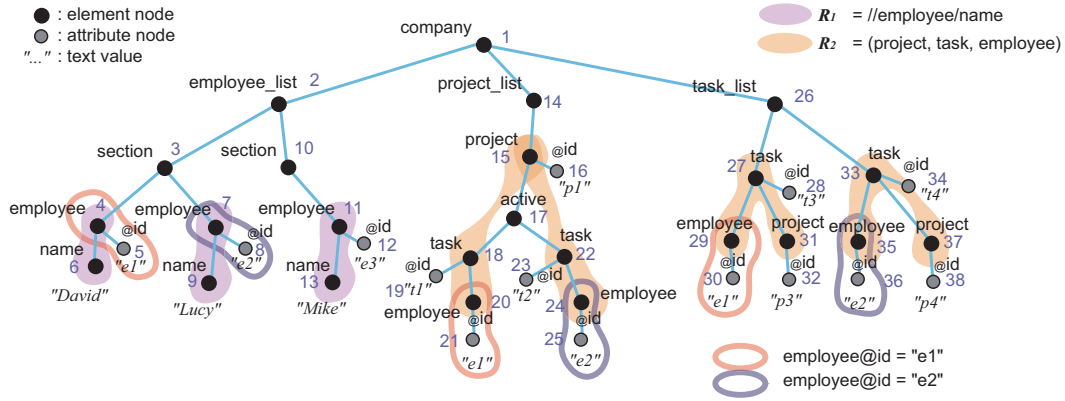 : element node
: attribute node
"..." : text value
R1 = //employee/name
R2 = (project, task, employee)
company 1
employee_list 2
project_list 14
task_list 26
section 3
section 10
project 15
@id 16
"p1"
task 27
@id 28
"t3"
task 33
@id 34
"t4"
employee 4
@id 5
"e1"
name 6
"David"
employee 7
@id 8
"e2"
name 9
"Lucy"
employee 11
@id 12
"e3"
name 13
"Mike"
active 17
task 18
@id 19
"t1"
employee 20
@id 21
"e1"
task 22
@id 23
"t2"
employee 24
@id 25
"e2"
employee 29
@id 30
"e1"
project 31
@id 32
"p3"
employee 35
@id 36
"e2"
project 37
@id 38
"p4"
employee@id = "e1"
employee@id = "e2"